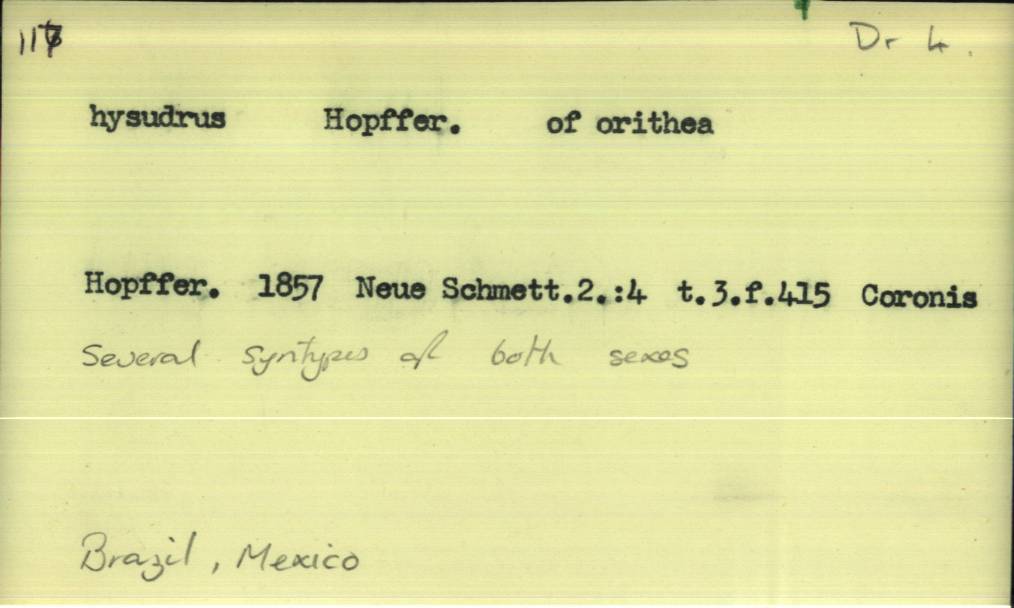 Dr 4.
hysudrus Hopffer. of orithea
Hopffer. 1857 Neue Schmett.2.:4 t.3.f.415 Coronis
Several syntypes of both sexes
Brazil, Mexico